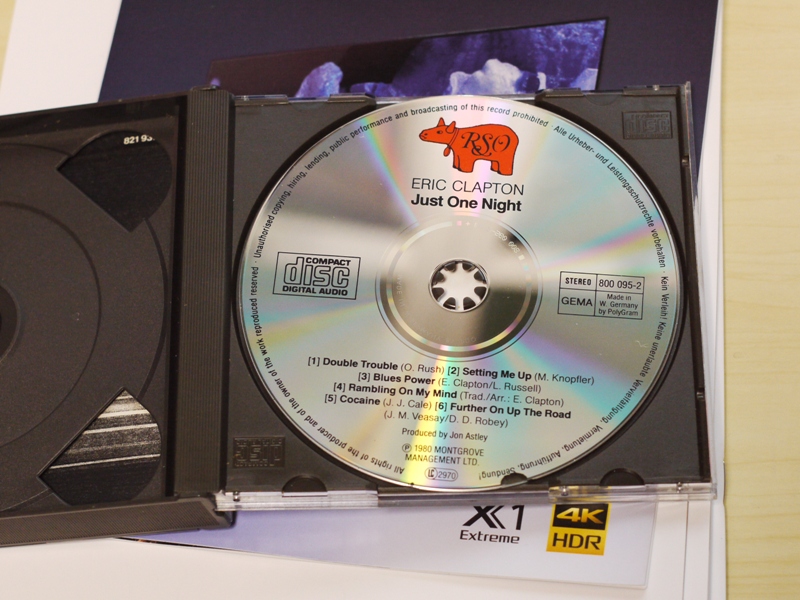 821 93
RSO
ERIC CLAPTON
Just One Night
COMPACT
disc
DIGITAL AUDIO
STEREO 800 095-2
GEMA Made in
W. Germany
by PolyGram
[1] Double Trouble (O. Rush) [2] Setting Me Up (M. Knopfler)
[3] Blues Power (E. Clapton/L. Russell)
[4] Rambling On My Mind (Trad./Arr.: E. Clapton)
[5] Cocaine (J. J. Cale) [6] Further On Up The Road
(J. M. Veasay/D. D. Robey)
Produced by Jon Astley
℗ 1980 MONTGROVE
MANAGEMENT LTD.
LC 2970
All rights of the producer and of the owner of the work reproduced reserved · Unauthorised copying, hiring, lending, public performance and broadcasting of this record prohibited · Alle Urheber- und Leistungsschutzrechte vorbehalten · Kein Verleih! Keine unerlaubte Vervielfältigung, Vermietung, Aufführung, Sendung!
X1
Extreme
4K
HDR